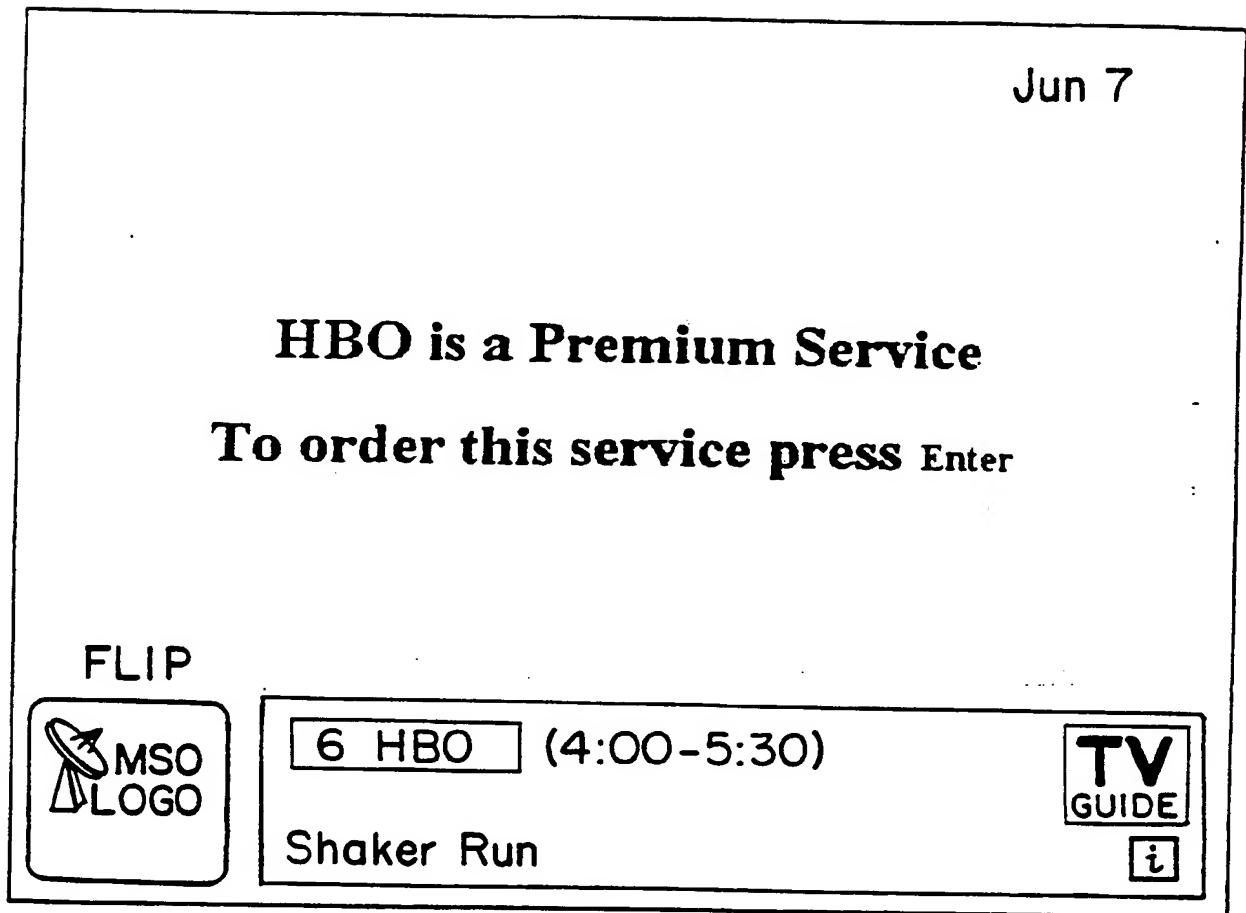 Jun 7
HBO is a Premium Service
To order this service press Enter
FLIP
MSO
LOGO
6 HBO (4:00-5:30)
Shaker Run
TV
GUIDE
i